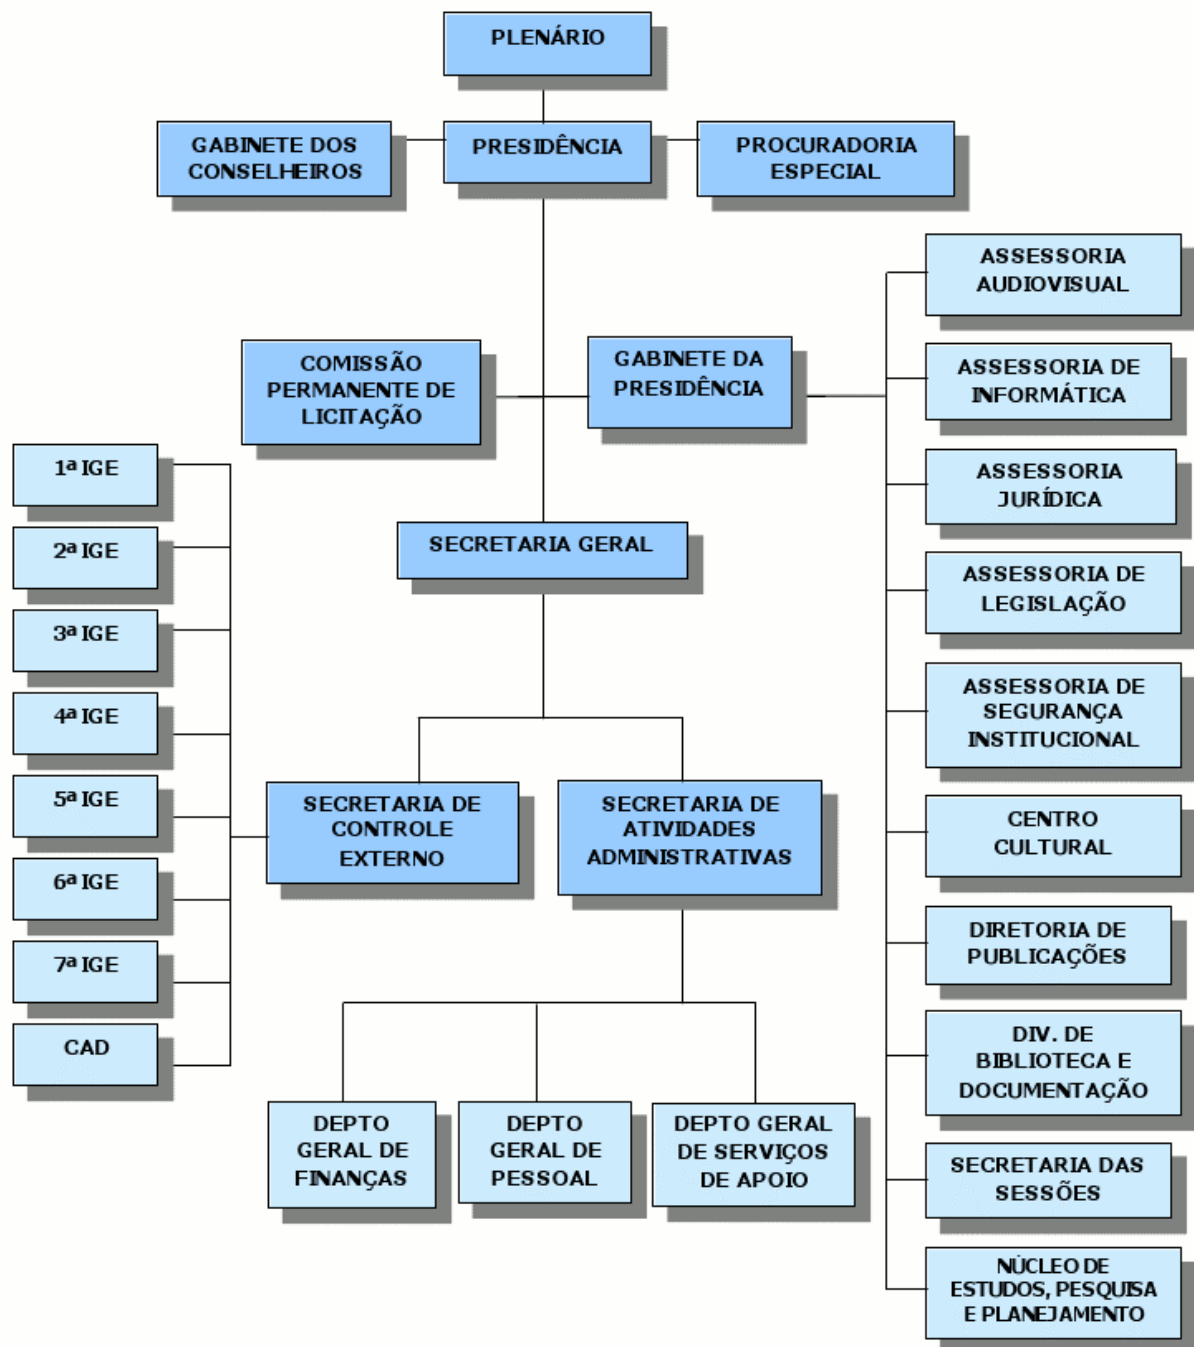 PLENÁRIO
GABINETE DOS
CONSELHEIROS
PRESIDÊNCIA
PROCURADORIA
ESPECIAL
ASSESSORIA
AUDIOVISUAL
COMISSÃO
PERMANENTE DE
LICITAÇÃO
GABINETE DA
PRESIDÊNCIA
ASSESSORIA DE
INFORMÁTICA
1ª IGE
ASSESSORIA
JURÍDICA
2ª IGE
SECRETARIA GERAL
ASSESSORIA DE
LEGISLAÇÃO
3ª IGE
4ª IGE
ASSESSORIA DE
SEGURANÇA
INSTITUCIONAL
5ª IGE
SECRETARIA DE
CONTROLE
EXTERNO
SECRETARIA DE
ATIVIDADES
ADMINISTRATIVAS
CENTRO
CULTURAL
6ª IGE
7ª IGE
DIRETORIA DE
PUBLICAÇÕES
CAD
DIV. DE
BIBLIOTECA E
DOCUMENTAÇÃO
DEPTO
GERAL DE
FINANÇAS
DEPTO
GERAL DE
PESSOAL
DEPTO GERAL
DE SERVIÇOS
DE APOIO
SECRETARIA DAS
SESSÕES
NÚCLEO DE
ESTUDOS, PESQUISA
E PLANEJAMENTO